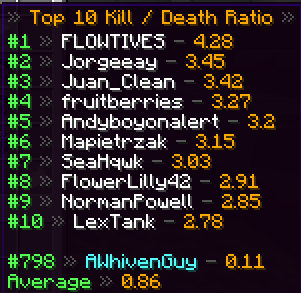 » Top 10 Kill / Death Ratio »
#1 » FLOWTIVES - 4.28
#2 » Jorgeeay - 3.45
#3 » Juan_Clean - 3.42
#4 » fruitberries - 3.27
#5 » Andyboyonalert - 3.2
#6 » Mapietrzak - 3.15
#7 » SeaHqwk - 3.03
#8 » FlowerLilly42 - 2.91
#9 » NormanPowell - 2.85
#10 » LexTank - 2.78
#798 » AWhivenGuy - 0.11
Average » 0.86